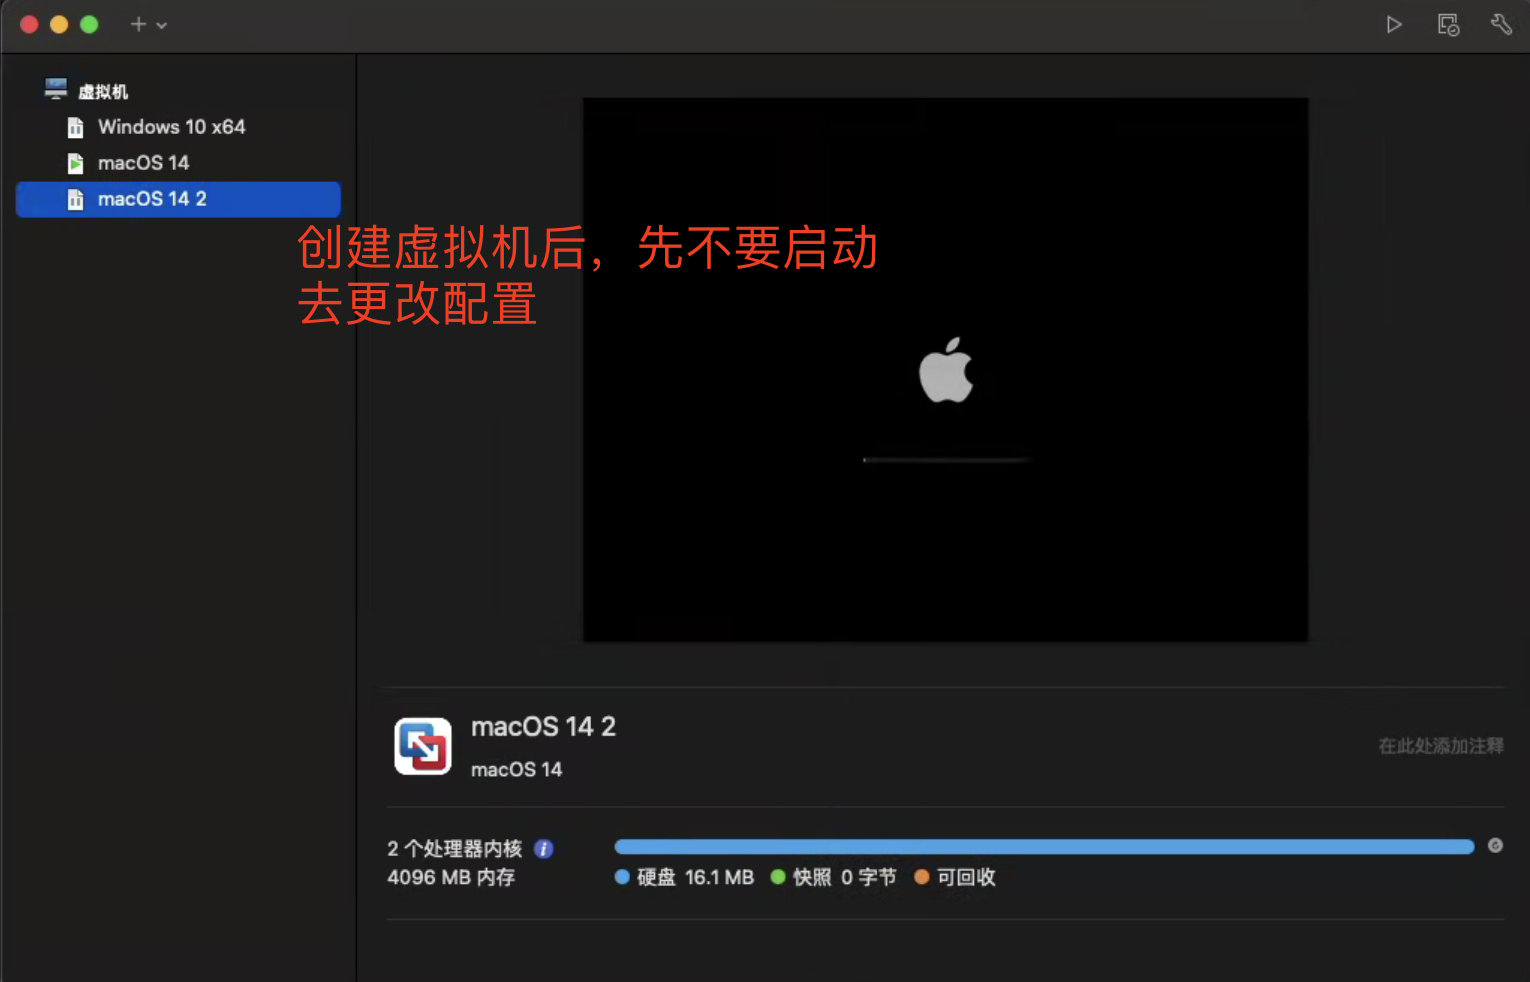 虚拟机
Windows 10 x64
macOS 14
macOS 14 2
创建虚拟机后，先不要启动
去更改配置
macOS 14 2
macOS 14
在此处添加注释
2 个处理器内核
4096 MB 内存
硬盘 16.1 MB 快照 0 字节 可回收